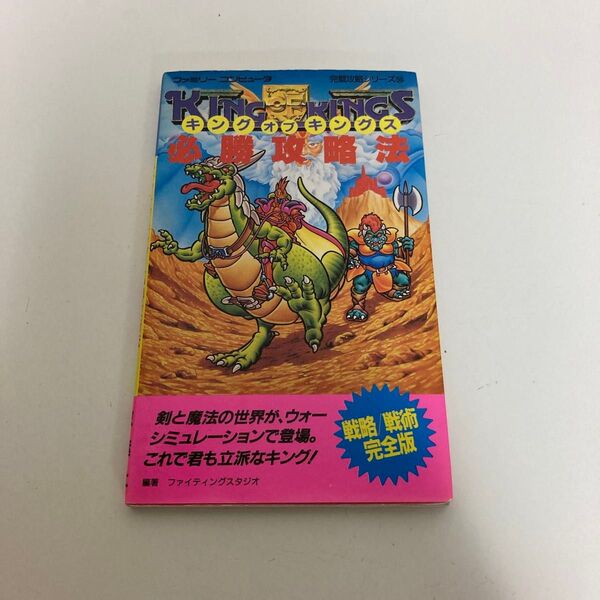 ファミリーコンピュータ
完璧攻略シリーズ
KING OF KINGS
キングオブキングス
必勝攻略法
剣と魔法の世界が、ウォー
シミュレーションで登場。
これで君も立派なキング!
戦略/戦術
完全版
編著 ファイティングスタジオ